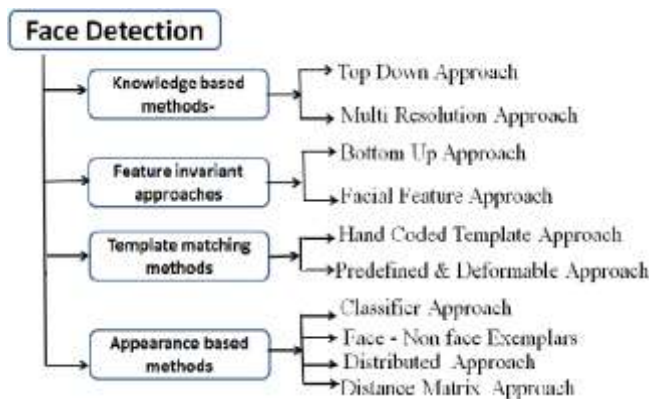 Face Detection
Knowledge based
methods-
Top Down Approach
Multi Resolution Approach
Feature invariant
approaches
Bottom Up Approach
Facial Feature Approach
Template matching
methods
Hand Coded Template Approach
Predefined & Deformable Approach
Appearance based
methods
Classifier Approach
Face - Non face Exemplars
Distributed Approach
Distance Matrix Approach